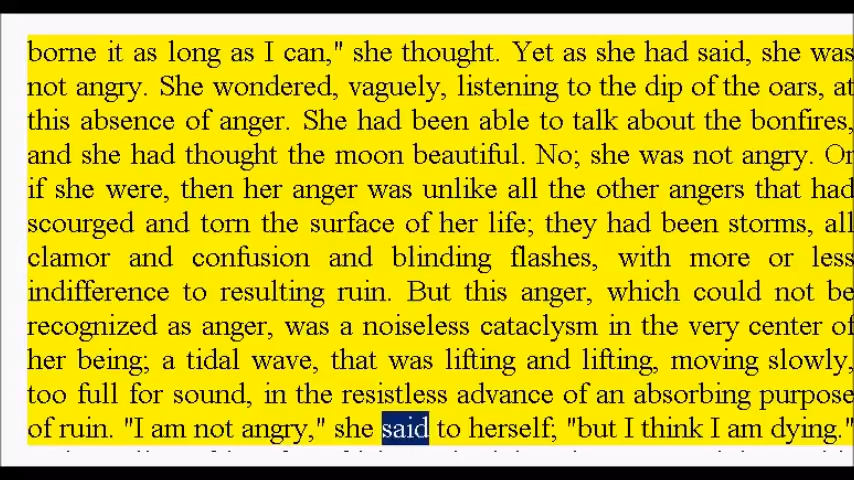 borne it as long as I can," she thought. Yet as she had said, she was
not angry. She wondered, vaguely, listening to the dip of the oars, at
this absence of anger. She had been able to talk about the bonfires,
and she had thought the moon beautiful. No; she was not angry. Or
if she were, then her anger was unlike all the other angers that had
scourged and torn the surface of her life; they had been storms, all
clamor and confusion and blinding flashes, with more or less
indifference to resulting ruin. But this anger, which could not be
recognized as anger, was a noiseless cataclysm in the very center of
her being; a tidal wave, that was lifting and lifting, moving slowly,
too full for sound, in the resistless advance of an absorbing purpose
of ruin. "I am not angry," she said to herself; "but I think I am dying."